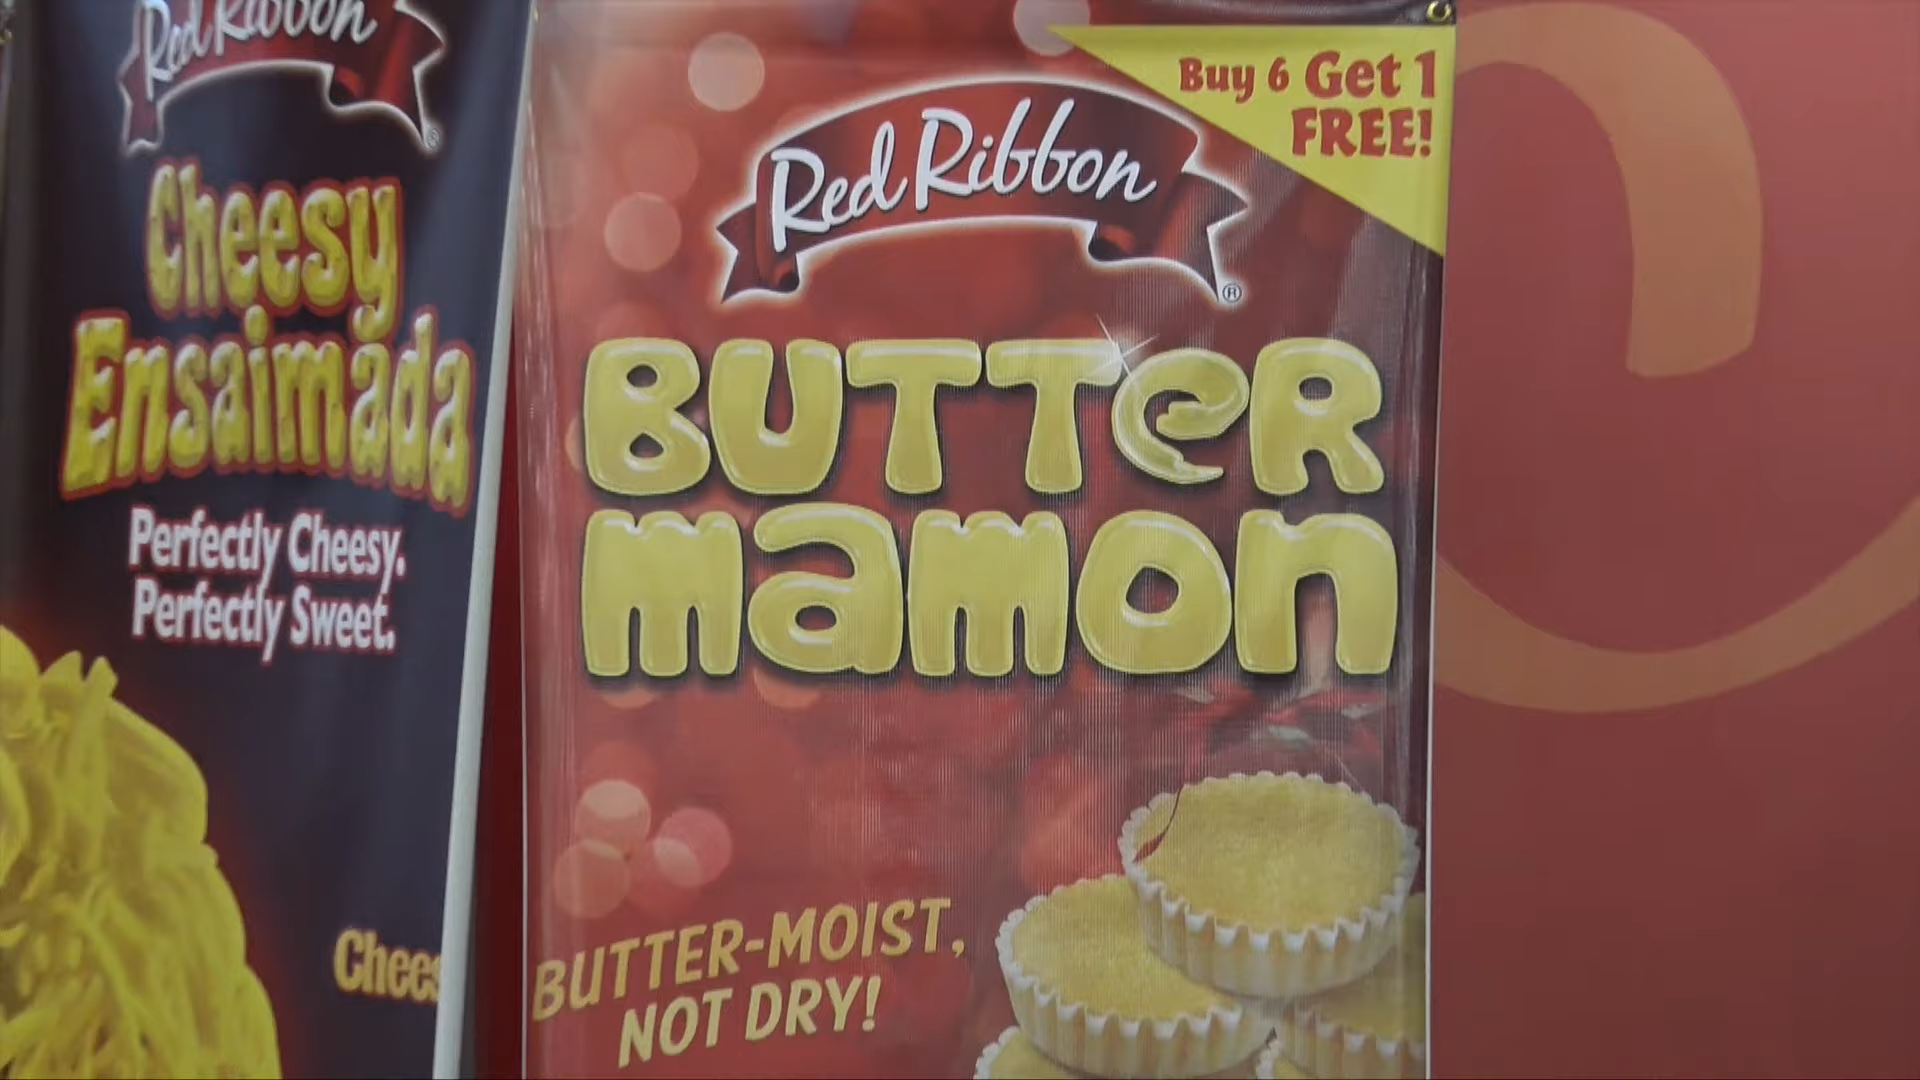 Red Ribbon
Cheesy
Ensaimada
Perfectly Cheesy.
Perfectly Sweet.
Buy 6 Get 1
FREE!
Red Ribbon
®
BUTTER
mamon
BUTTER-MOIST,
NOT DRY!